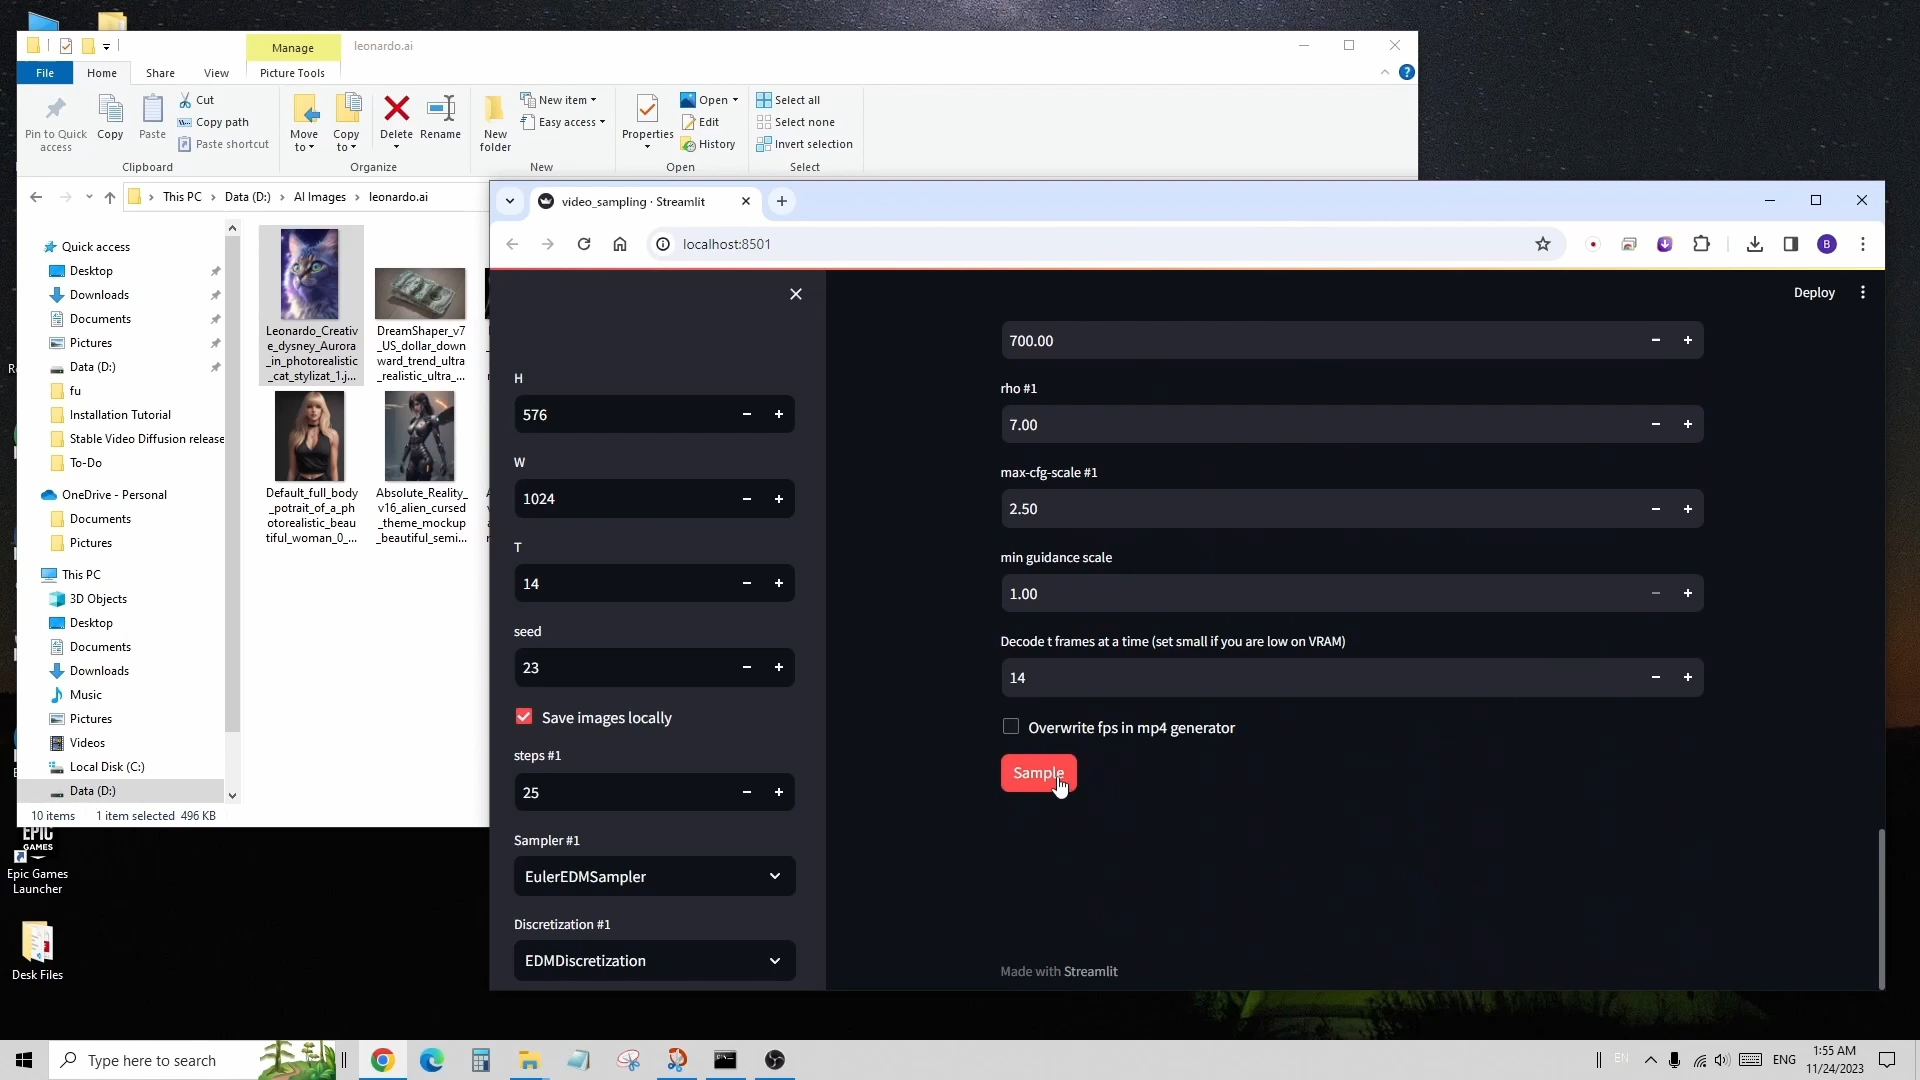 Manage
leonardo.ai
File
Home
Share
View
Picture Tools
Pin to Quick
access
Copy
Paste
Cut
Copy path
Paste shortcut
Clipboard
Move
to
Copy
to
Delete
Rename
Organize
New
folder
New item
Easy access
New
Properties
Open
Edit
History
Open
Select all
Select none
Invert selection
Select
This PC
Data (D:)
AI Images
leonardo.ai
Quick access
Desktop
Downloads
Documents
Pictures
Data (D:)
fu
Installation Tutorial
Stable Video Diffusion release
To-Do
OneDrive - Personal
Documents
Pictures
This PC
3D Objects
Desktop
Documents
Downloads
Music
Pictures
Videos
Local Disk (C:)
Data (D:)
Leonardo_Creativ
e_dysney_Aurora
_in_photorealistic
_cat_stylizat_1.j...
DreamShaper_v7
_US_dollar_down
ward_trend_ultra
_realistic_ultra_...
Default_full_body
_potrait_of_a_ph
otorealistic_beau
tiful_woman_0_...
Absolute_Reality_
v16_alien_cursed
_theme_mockup
_beautiful_semi...
10 items
1 item selected 496 KB
video_sampling · Streamlit
localhost:8501
B
Deploy
H
576
W
1024
T
14
seed
23
Save images locally
steps #1
25
Sampler #1
EulerEDMSampler
Discretization #1
EDMDiscretization
700.00
rho #1
7.00
max-cfg-scale #1
2.50
min guidance scale
1.00
Decode t frames at a time (set small if you are low on VRAM)
14
Overwrite fps in mp4 generator
Sample
Made with Streamlit
EPIC
GAMES
Epic Games
Launcher
Desk Files
Type here to search
EN
ENG
1:55 AM
11/24/2023